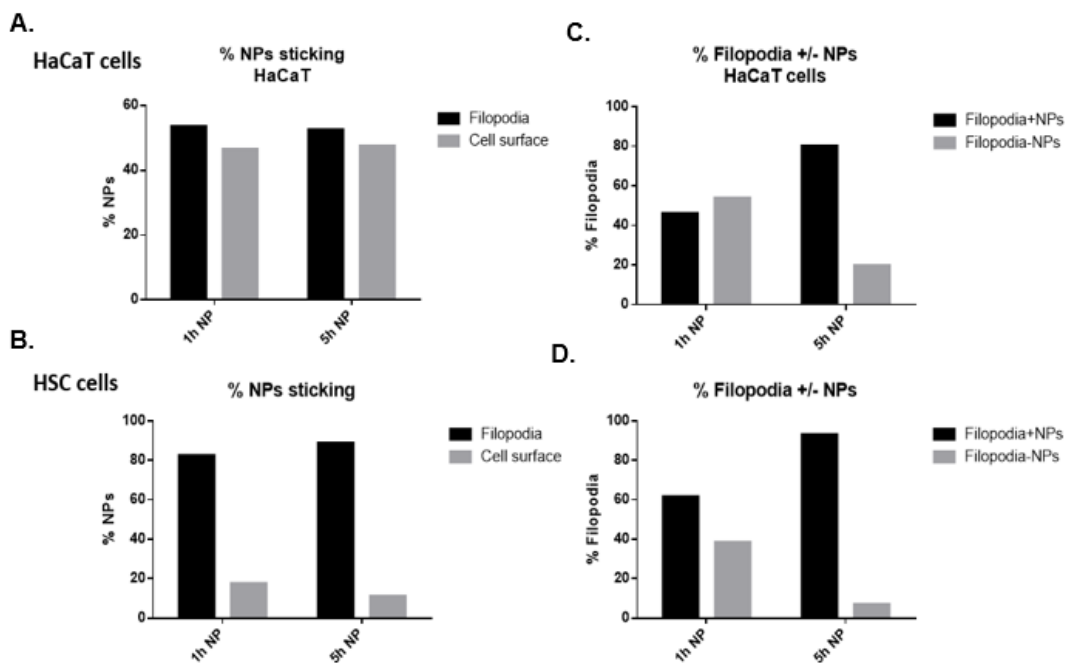 A.
HaCaT cells
% NPs sticking
HaCaT
% NPs
60
40
20
0
1h NP
5h NP
Filopodia
Cell surface
C.
% Filopodia +/- NPs
HaCaT cells
% Filopodia
100
80
60
40
20
0
1h NP
5h NP
Filopodia+NPs
Filopodia-NPs
B.
HSC cells
% NPs sticking
% NPs
100
80
60
40
20
0
1h NP
5h NP
Filopodia
Cell surface
D.
% Filopodia +/- NPs
% Filopodia
100
80
60
40
20
0
1h NP
5h NP
Filopodia+NPs
Filopodia-NPs